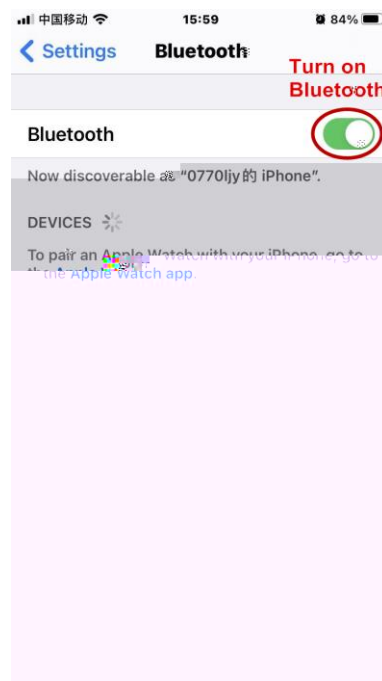 中国移动 15:59 84%
Settings Bluetooth
Turn on
Bluetooth
Bluetooth
Now discoverable as “0770ljy的 iPhone”.
DEVICES
To pair an Apple Watch with your iPhone, go to
the Apple Watch app.